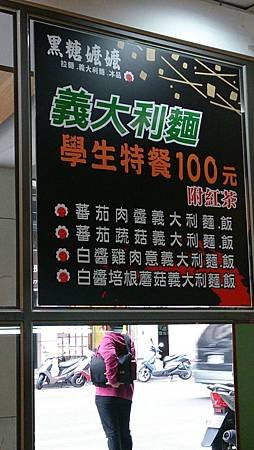 黑糖嬤嬤
拉麵.義大利麵.冰品
義大利麵
學生特餐100元
附紅茶
蕃茄肉醬義大利麵.飯
蕃茄蔬菇義大利麵.飯
白醬雞肉意義大利麵.飯
白醬培根蘑菇義大利麵.飯